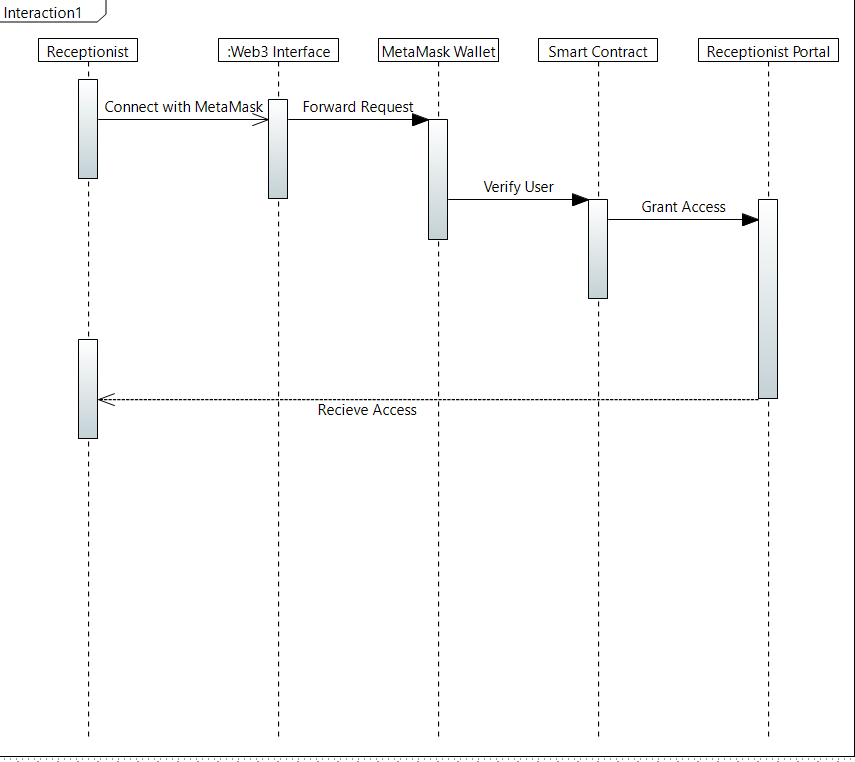 Interaction1
Receptionist
:Web3 Interface
MetaMask Wallet
Smart Contract
Receptionist Portal
Connect with MetaMask
Forward Request
Verify User
Grant Access
Recieve Access